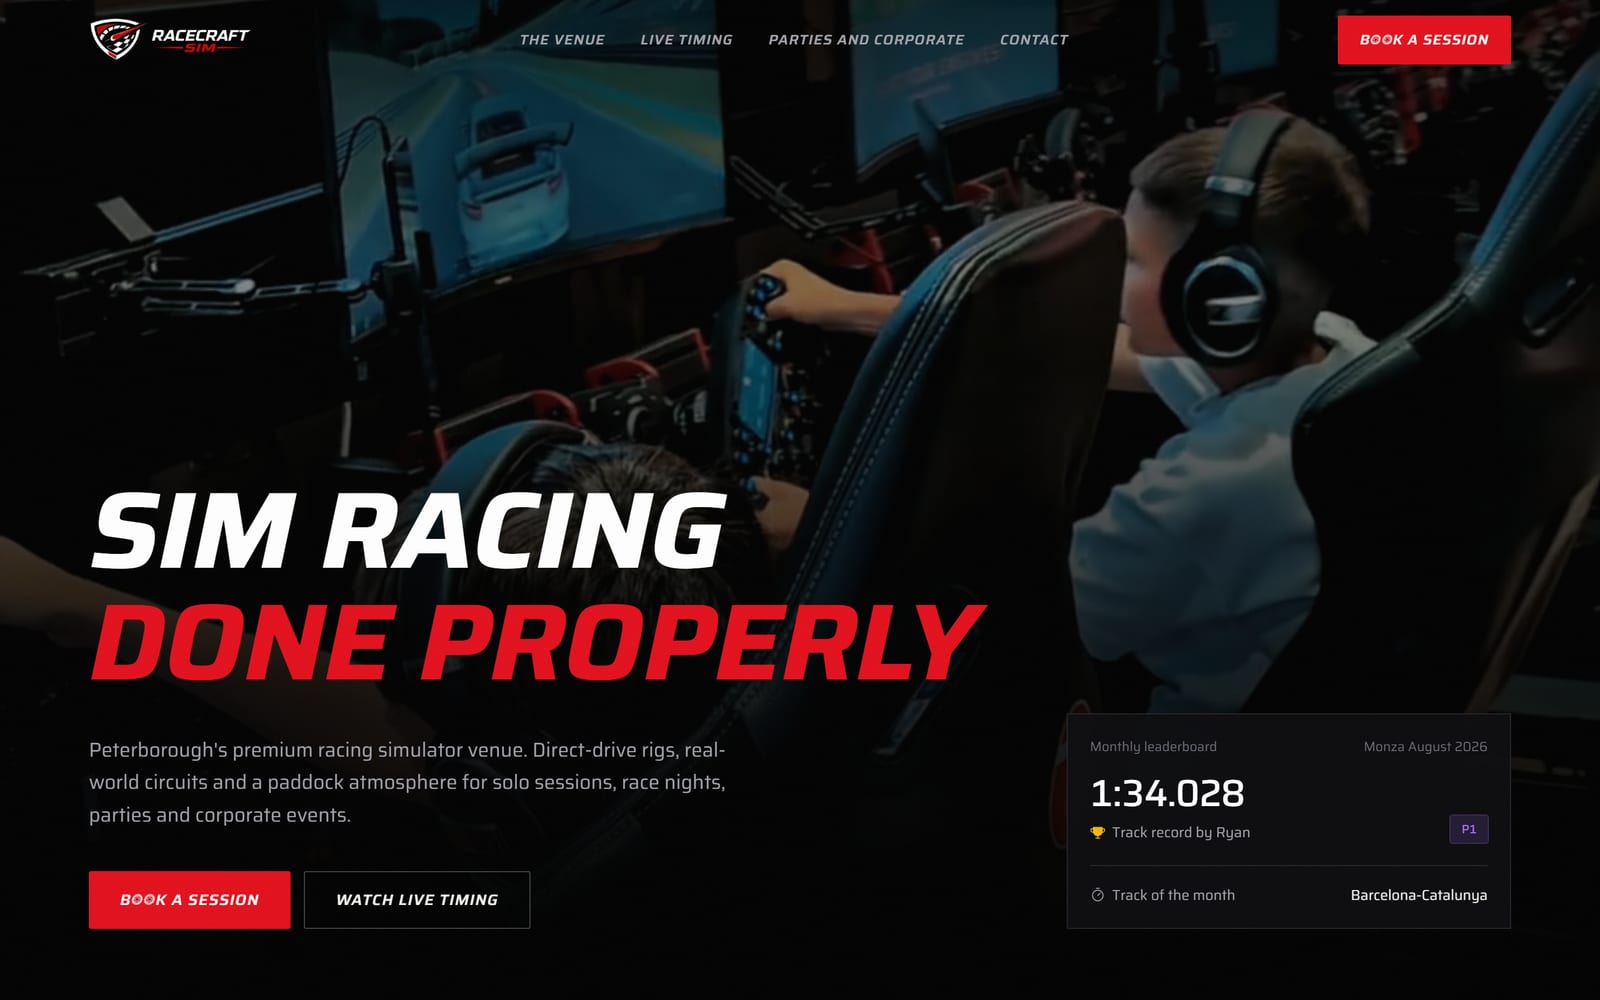 RACECRAFT
SIM
THE VENUE
LIVE TIMING
PARTIES AND CORPORATE
CONTACT
BOOK A SESSION
SIM RACING
DONE PROPERLY
Peterborough's premium racing simulator venue. Direct-drive rigs, real-
world circuits and a paddock atmosphere for solo sessions, race nights,
parties and corporate events.
BOOK A SESSION
WATCH LIVE TIMING
Monthly leaderboard
Monza August 2026
1:34.028
Track record by Ryan
P1
Track of the month
Barcelona-Catalunya